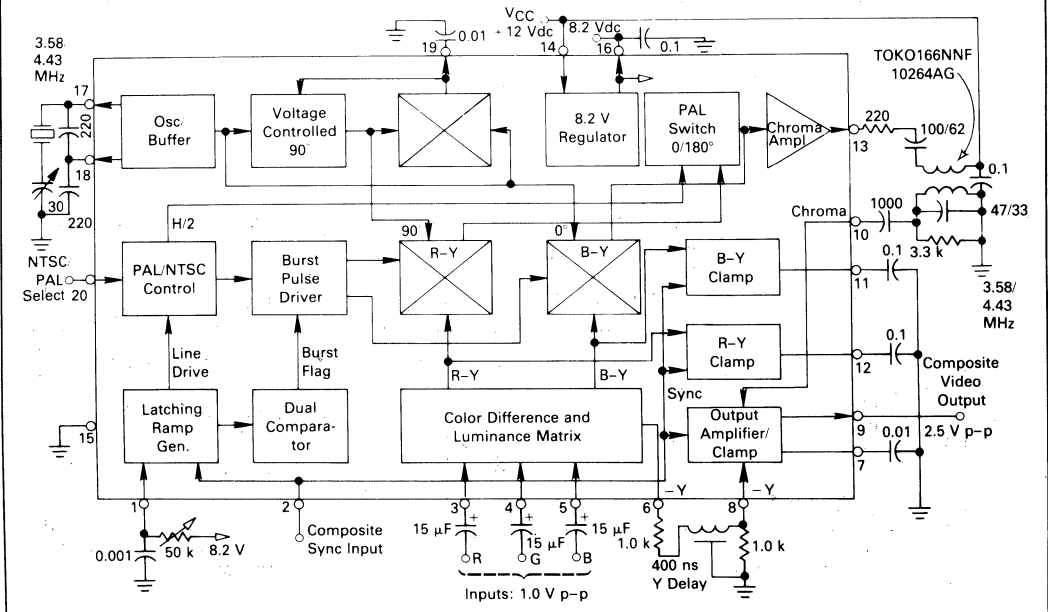 VCC
+ 12 Vdc
8.2 Vdc
0.01
19
14
16
0.1
3.58/
4.43
MHz
TOKO166NNF
10264AG
17
220
18
30
220
Osc/
Buffer
Voltage
Controlled
90°
8.2 V
Regulator
PAL
Switch
0/180°
Chroma
Ampl
13
220
100/62
0.1
Chroma
10
1000
47/33
3.3 k
3.58/
4.43
MHz
H/2
90
0°
NTSC/
PAL
Select 20
PAL/NTSC
Control
Burst
Pulse
Driver
R–Y
B–Y
B–Y
Clamp
11
0.1
Line
Drive
Burst
Flag
R–Y
B–Y
R–Y
Clamp
12
0.1
Sync
Composite
Video
Output
15
Latching
Ramp
Gen.
Dual
Compara-
tor
Color Difference and
Luminance Matrix
Output
Amplifier/
Clamp
9
2.5 V p-p
7
0.01
1
2
3
4
5
6
–Y
8
–Y
0.001
50 k
8.2 V
Composite
Sync Input
15 µF
+
15 µF
+
15 µF
+
R
G
B
Inputs: 1.0 V p-p
1.0 k
400 ns
Y Delay
1.0 k